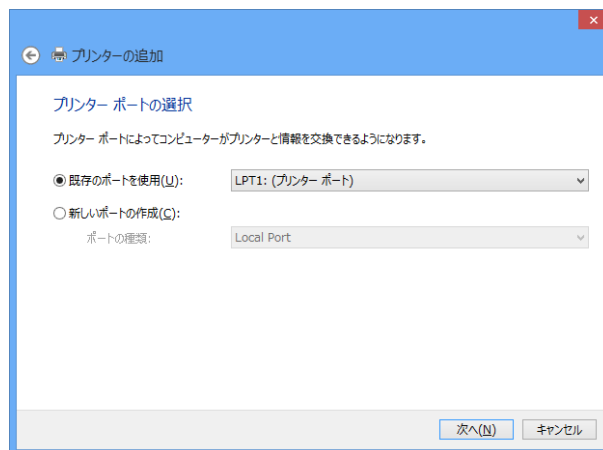 プリンターの追加
プリンター ポートの選択
プリンター ポートによってコンピューターがプリンターと情報を交換できるようになります。
既存のポートを使用(U): LPT1: (プリンター ポート)
新しいポートの作成(C):
ポートの種類: Local Port
次へ(N) キャンセル